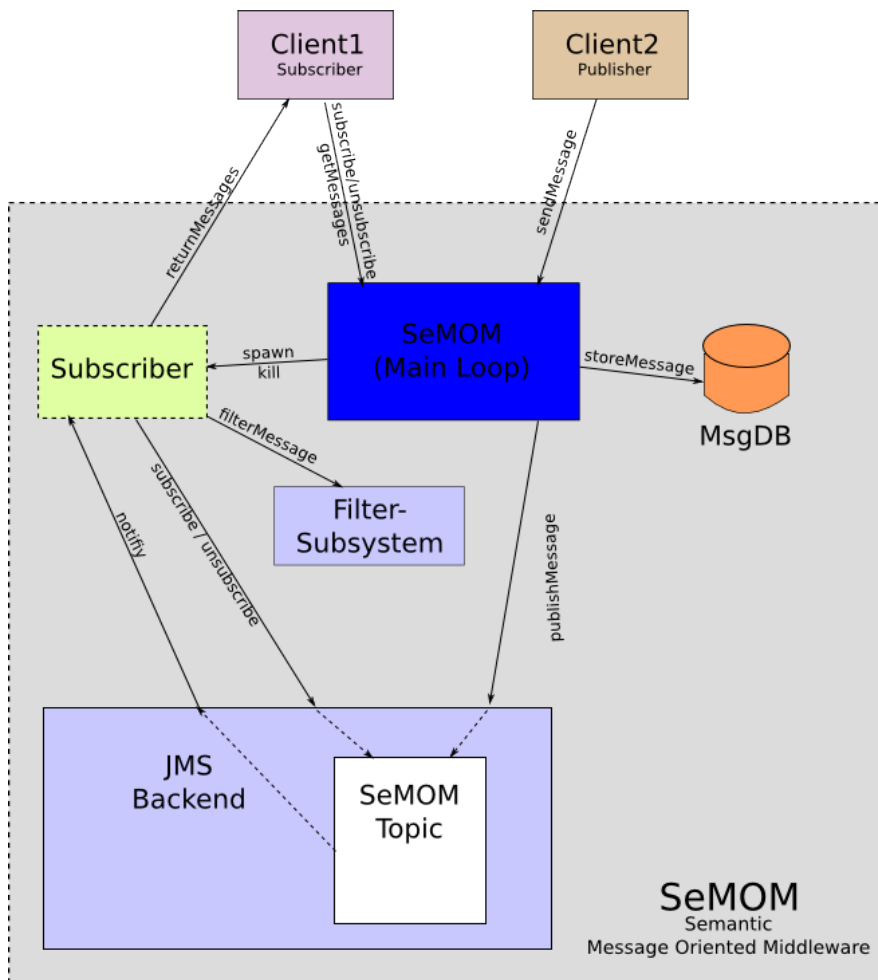 Client1
Subscriber
Client2
Publisher
returnMessages
subscribe/unsubscribe
getMessages
sendMessage
Subscriber
spawn
kill
SeMOM
(Main Loop)
storeMessage
MsgDB
filterMessage
Filter-
Subsystem
notifiy
subscribe / unsubscribe
publishMessage
JMS
Backend
SeMOM
Topic
SeMOM
Semantic
Message Oriented Middleware